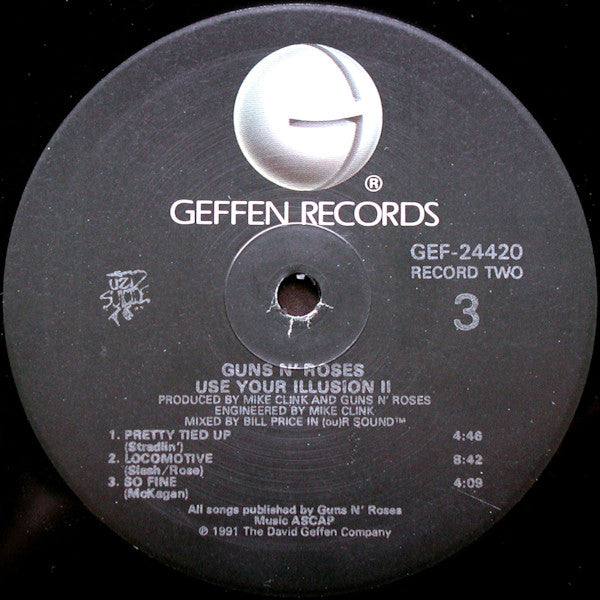 ®
GEFFEN RECORDS
GEF-24420
RECORD TWO
3
GUNS N' ROSES
USE YOUR ILLUSION II
PRODUCED BY MIKE CLINK AND GUNS N' ROSES
ENGINEERED BY MIKE CLINK
MIXED BY BILL PRICE IN (ou)R SOUND™
1. PRETTY TIED UP 4:46
(Stradlin')
2. LOCOMOTIVE 8:42
(Slash/Rose)
3. SO FINE 4:09
(McKagan)
All songs published by Guns N' Roses
Music ASCAP
℗ 1991 The David Geffen Company